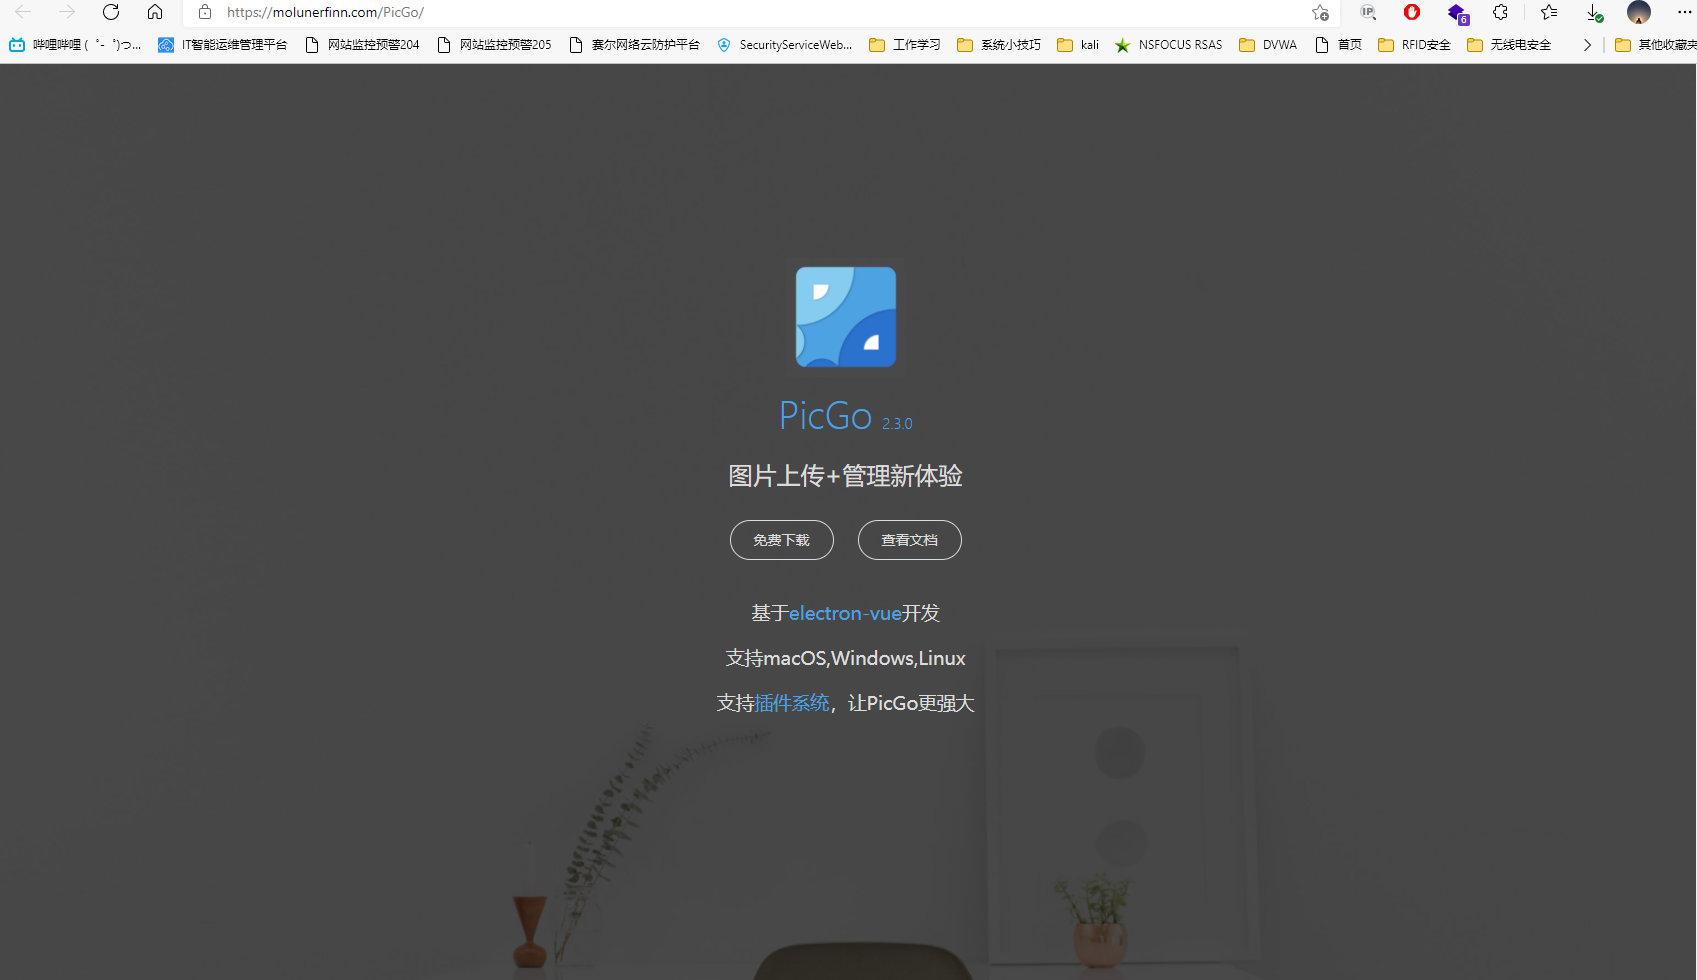 https://molunerfinn.com/PicGo/
IP
6
哔哩哔哩 ( ゜- ゜)つ... IT智能运维管理平台 网站监控预警204 网站监控预警205 赛尔网络云防护平台 SecurityServiceWeb... 工作学习 系统小技巧 kali NSFOCUS RSAS DVWA 首页 RFID安全 无线电安全 其他收藏夹
PicGo 2.3.0
图片上传+管理新体验
免费下载 查看文档
基于electron-vue开发
支持macOS,Windows,Linux
支持插件系统，让PicGo更强大